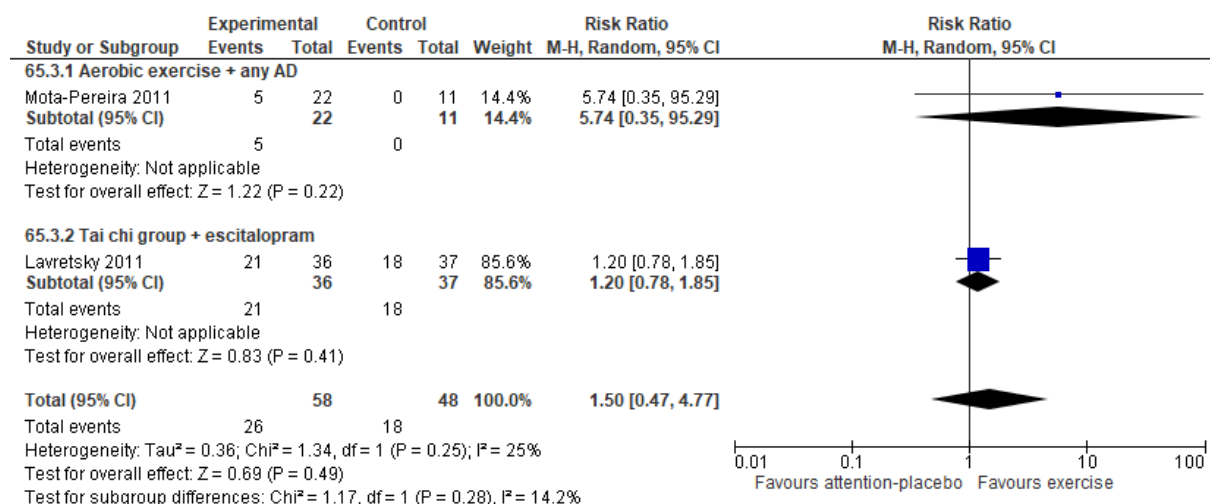 Experimental Control Risk Ratio Risk Ratio
Study or Subgroup Events Total Events Total Weight M-H, Random, 95% CI M-H, Random, 95% CI
65.3.1 Aerobic exercise + any AD
Mota-Pereira 2011 5 22 0 11 14.4% 5.74 [0.35, 95.29]
Subtotal (95% CI) 22 11 14.4% 5.74 [0.35, 95.29]
Total events 5 0
Heterogeneity: Not applicable
Test for overall effect: Z = 1.22 (P = 0.22)
65.3.2 Tai chi group + escitalopram
Lavretsky 2011 21 36 18 37 85.6% 1.20 [0.78, 1.85]
Subtotal (95% CI) 36 37 85.6% 1.20 [0.78, 1.85]
Total events 21 18
Heterogeneity: Not applicable
Test for overall effect: Z = 0.83 (P = 0.41)
Total (95% CI) 58 48 100.0% 1.50 [0.47, 4.77]
Total events 26 18
Heterogeneity: Tau² = 0.36; Chi² = 1.34, df = 1 (P = 0.25); I² = 25%
Test for overall effect: Z = 0.69 (P = 0.49)
Test for subgroup differences: Chi² = 1.17, df = 1 (P = 0.28), I² = 14.2%
0.01 0.1 1 10 100
Favours attention-placebo Favours exercise